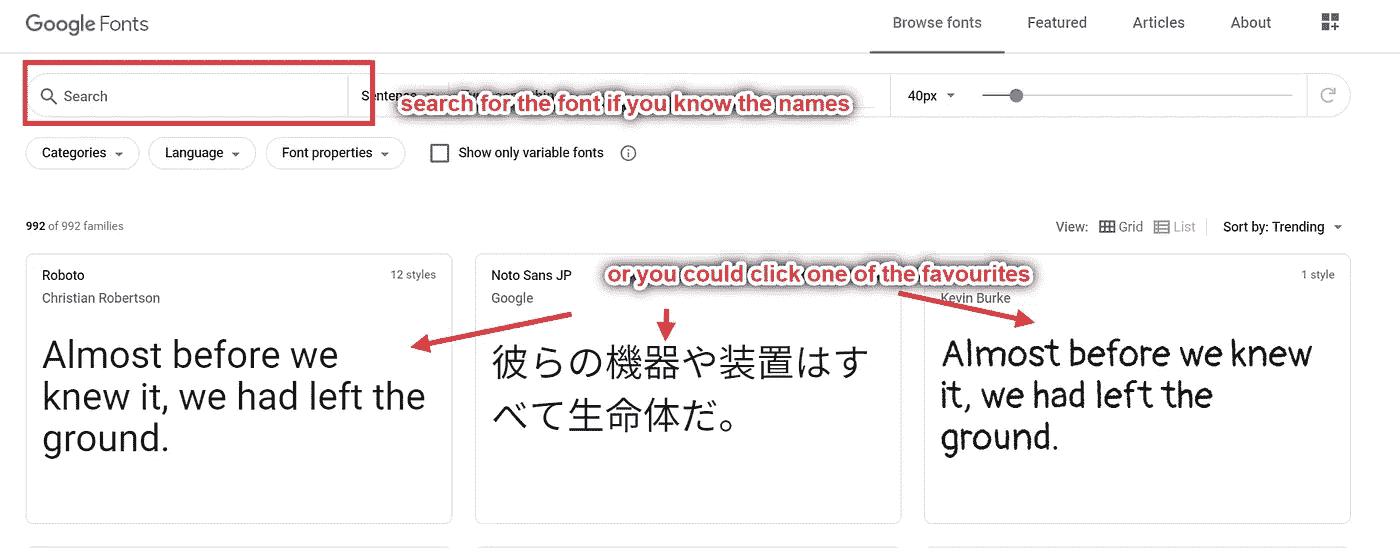 Google Fonts
Browse fonts Featured Articles About
Search Sentence search for the font if you know the names 40px
Categories Language Font properties Show only variable fonts
992 of 992 families View: Grid List Sort by: Trending
or you could click one of the favourites
Roboto 12 styles
Christian Robertson
Almost before we
knew it, we had left the
ground.
Noto Sans JP
Google
彼らの機器や装置はす
べて生命体だ。
1 style
Kevin Burke
Almost before we knew
it, we had left the
ground.